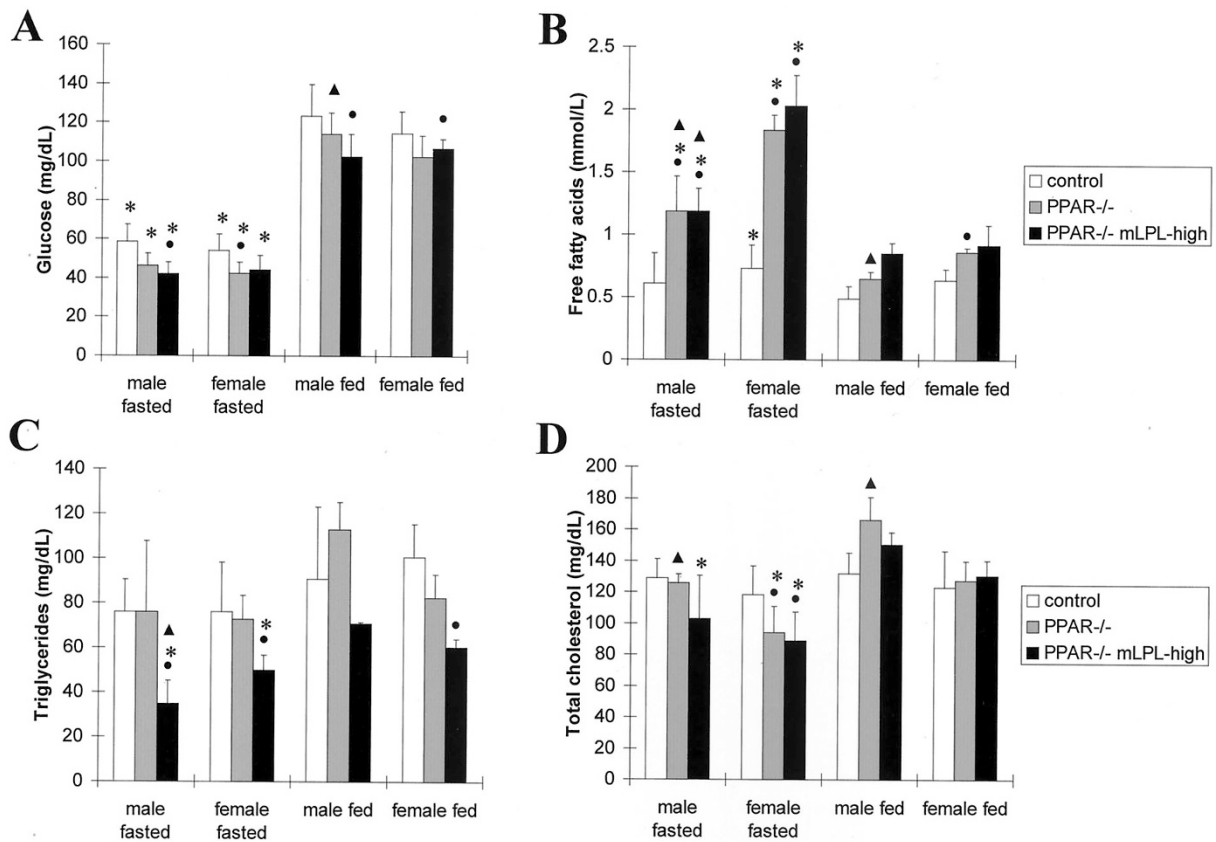 A
Glucose (mg/dL)
160
140
120
100
80
60
40
20
0
* * * * * *
male fasted
female fasted
male fed
female fed
B
Free fatty acids (mmol/L)
2.5
2
1.5
1
0.5
0
* * * * *
male fasted
female fasted
male fed
female fed
control
PPAR-/-
PPAR-/- mLPL-high
C
Triglycerides (mg/dL)
140
120
100
80
60
40
20
0
* *
male fasted
female fasted
male fed
female fed
D
Total cholesterol (mg/dL)
200
180
160
140
120
100
80
60
40
20
0
* * *
male fasted
female fasted
male fed
female fed
control
PPAR-/-
PPAR-/- mLPL-high